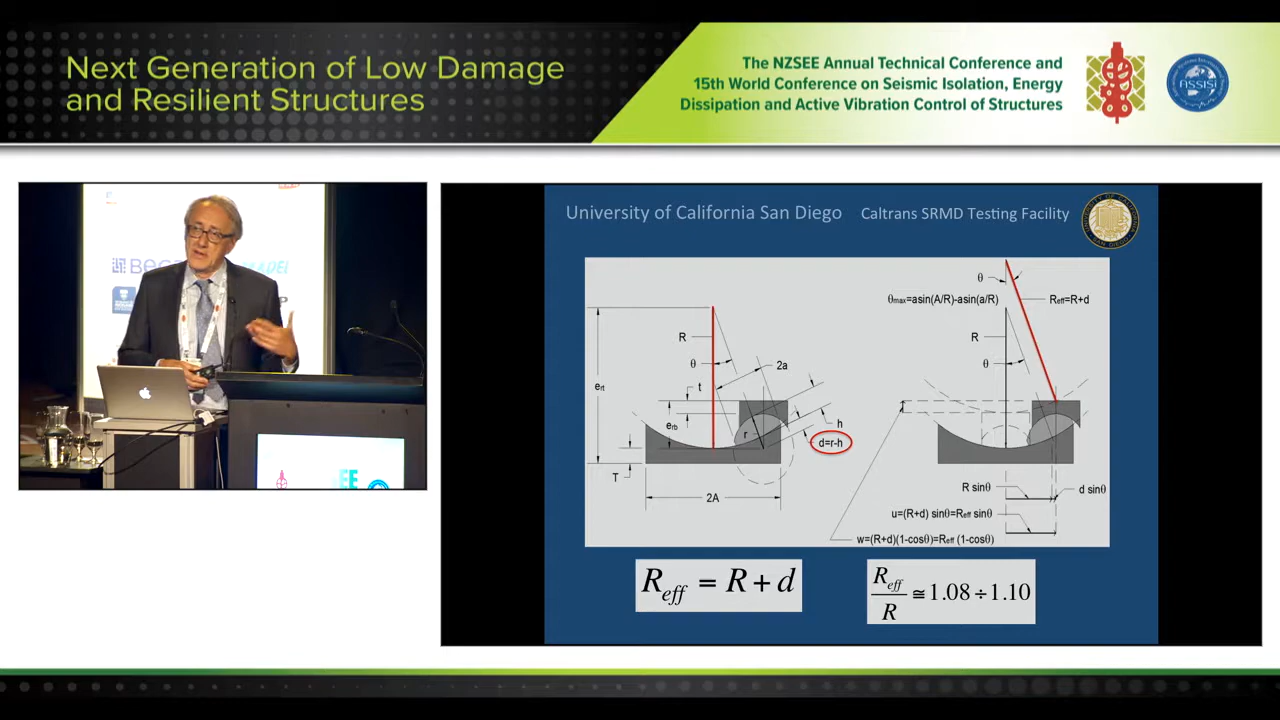 Next Generation of Low Damage
and Resilient Structures
The NZSEE Annual Technical Conference and
15th World Conference on Seismic Isolation, Energy
Dissipation and Active Vibration Control of Structures
ASSISi
University of California San Diego Caltrans SRMD Testing Facility
R
θ
t
2a
e_rt
e_rb
r
h
d=r-h
T
2A
θ
θmax=asin(A/R)-asin(a/R)
Reff=R+d
R
θ
R sinθ
d sinθ
u=(R+d) sinθ=Reff sinθ
w=(R+d)(1-cosθ)=Reff (1-cosθ)
Reff = R + d
Reff/R ≅ 1.08 ÷ 1.10